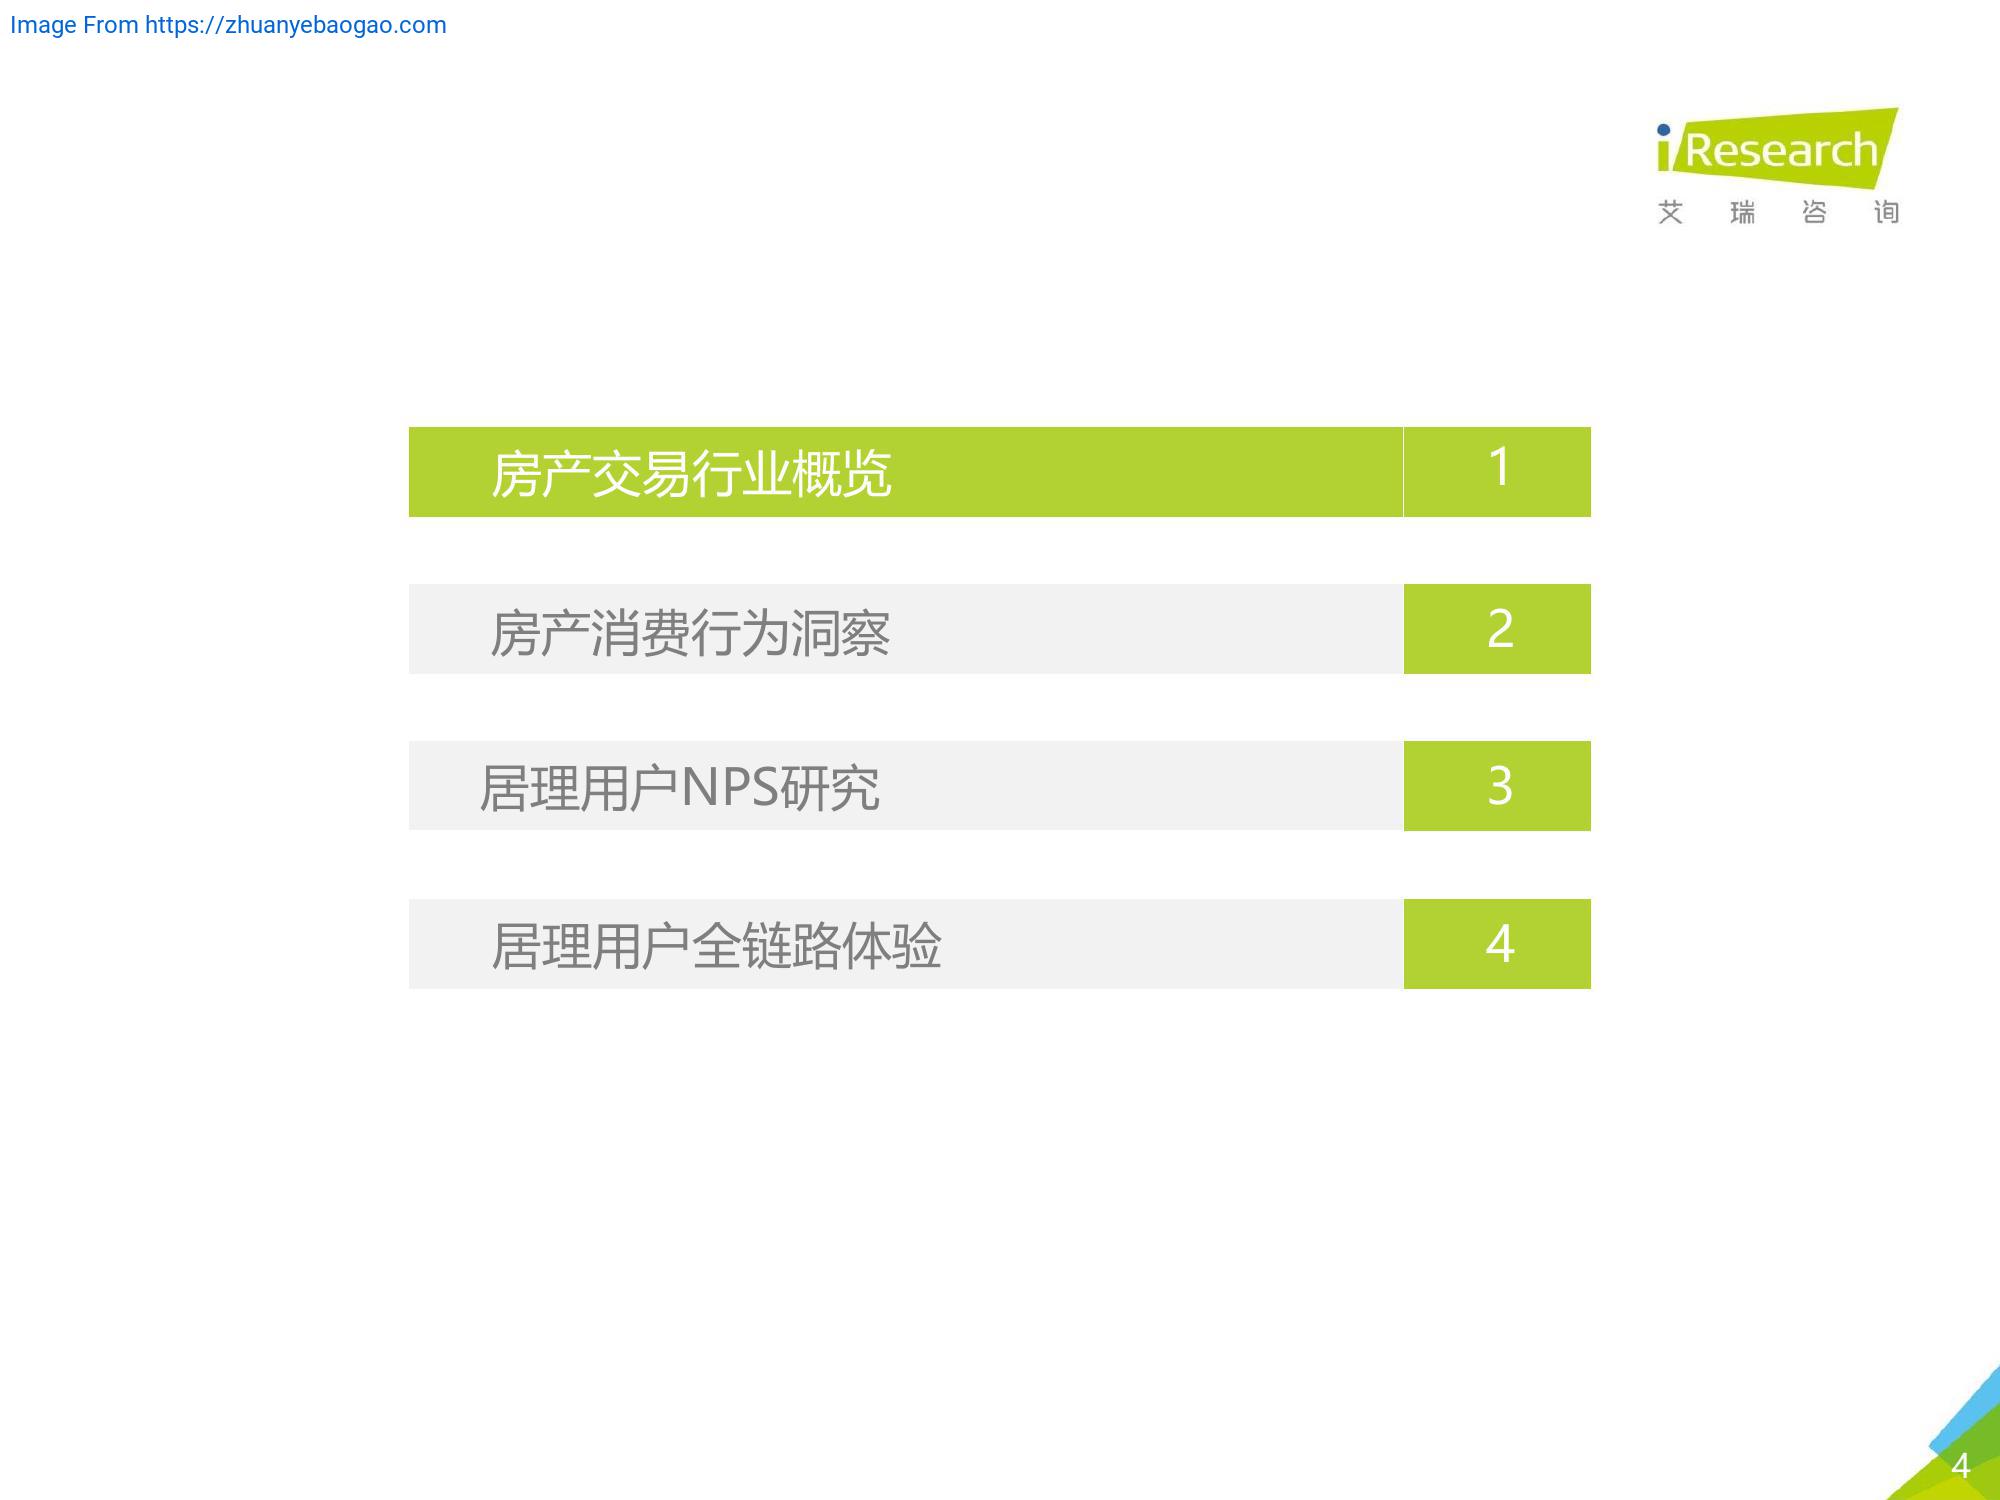 Image From https://zhuanyebaogao.com
iResearch
艾瑞咨询
房产交易行业概览 1
房产消费行为洞察 2
居理用户NPS研究 3
居理用户全链路体验 4
4